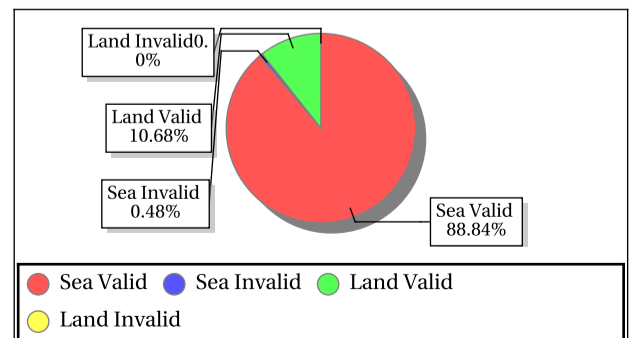 Land Invalid0.
0%
Land Valid
10.68%
Sea Invalid
0.48%
Sea Valid
88.84%
Sea Valid Sea Invalid Land Valid
Land Invalid